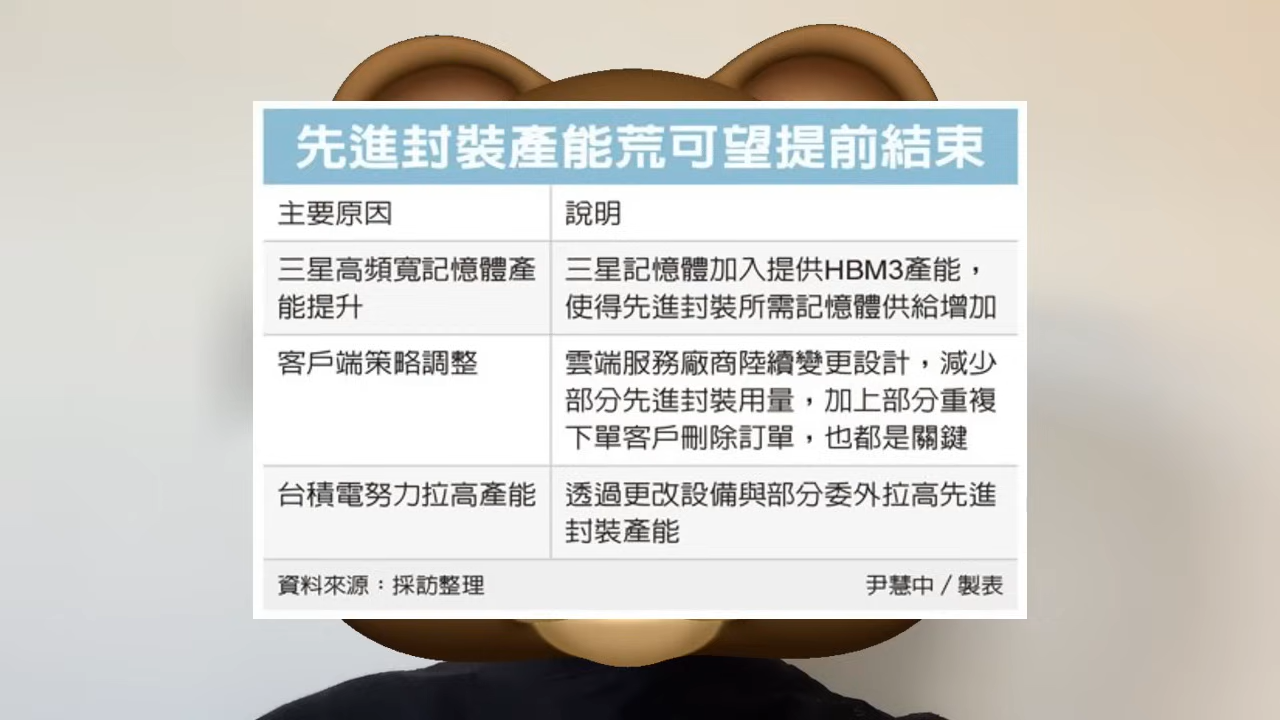 先進封裝產能荒可望提前結束
主要原因
說明
三星高頻寬記憶體產
能提升
三星記憶體加入提供HBM3產能，
使得先進封裝所需記憶體供給增加
客戶端策略調整
雲端服務廠商陸續變更設計，減少
部分先進封裝用量，加上部分重複
下單客戶刪除訂單，也都是關鍵
台積電努力拉高產能
透過更改設備與部分委外拉高先進
封裝產能
資料來源：採訪整理
尹慧中／製表